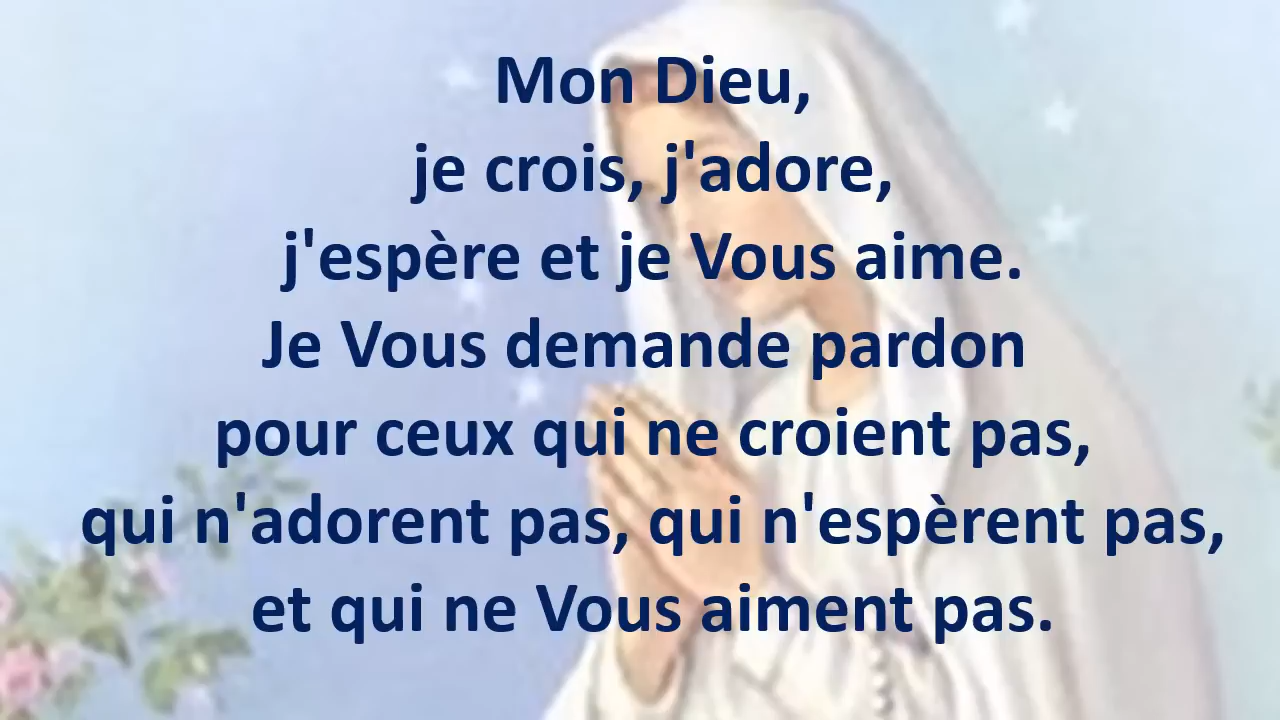 Mon Dieu,
je crois, j'adore,
j'espère et je Vous aime.
Je Vous demande pardon
pour ceux qui ne croient pas,
qui n'adorent pas, qui n'espèrent pas,
et qui ne Vous aiment pas.